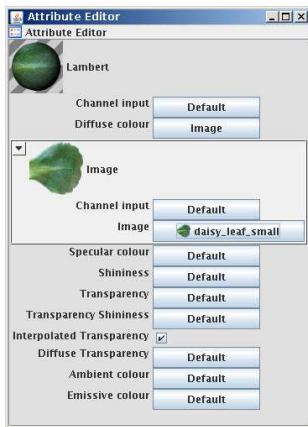 Attribute Editor
Attribute Editor
Lambert
Channel input Default
Diffuse colour Image
Image
Channel input Default
Image daisy_leaf_small
Specular colour Default
Shininess Default
Transparency Default
Transparency Shininess Default
Interpolated Transparency
Diffuse Transparency Default
Ambient colour Default
Emissive colour Default